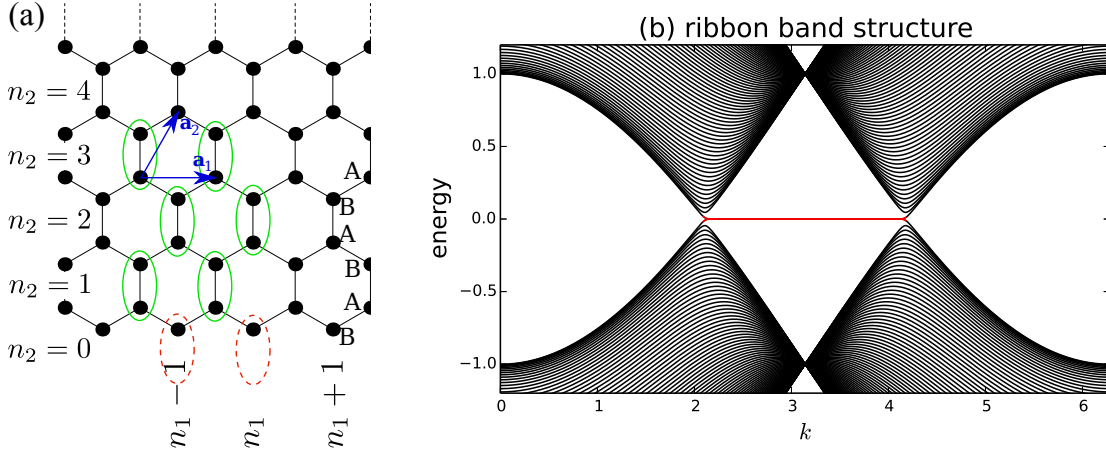 (a)
n₂ = 4
n₂ = 3
n₂ = 2
n₂ = 1
n₂ = 0
a₂
a₁
A
B
A
B
A
B
n₁ − 1
n₁
n₁ + 1
(b) ribbon band structure
energy
1.0
0.5
0.0
−0.5
−1.0
0
1
2
3
4
5
6
k